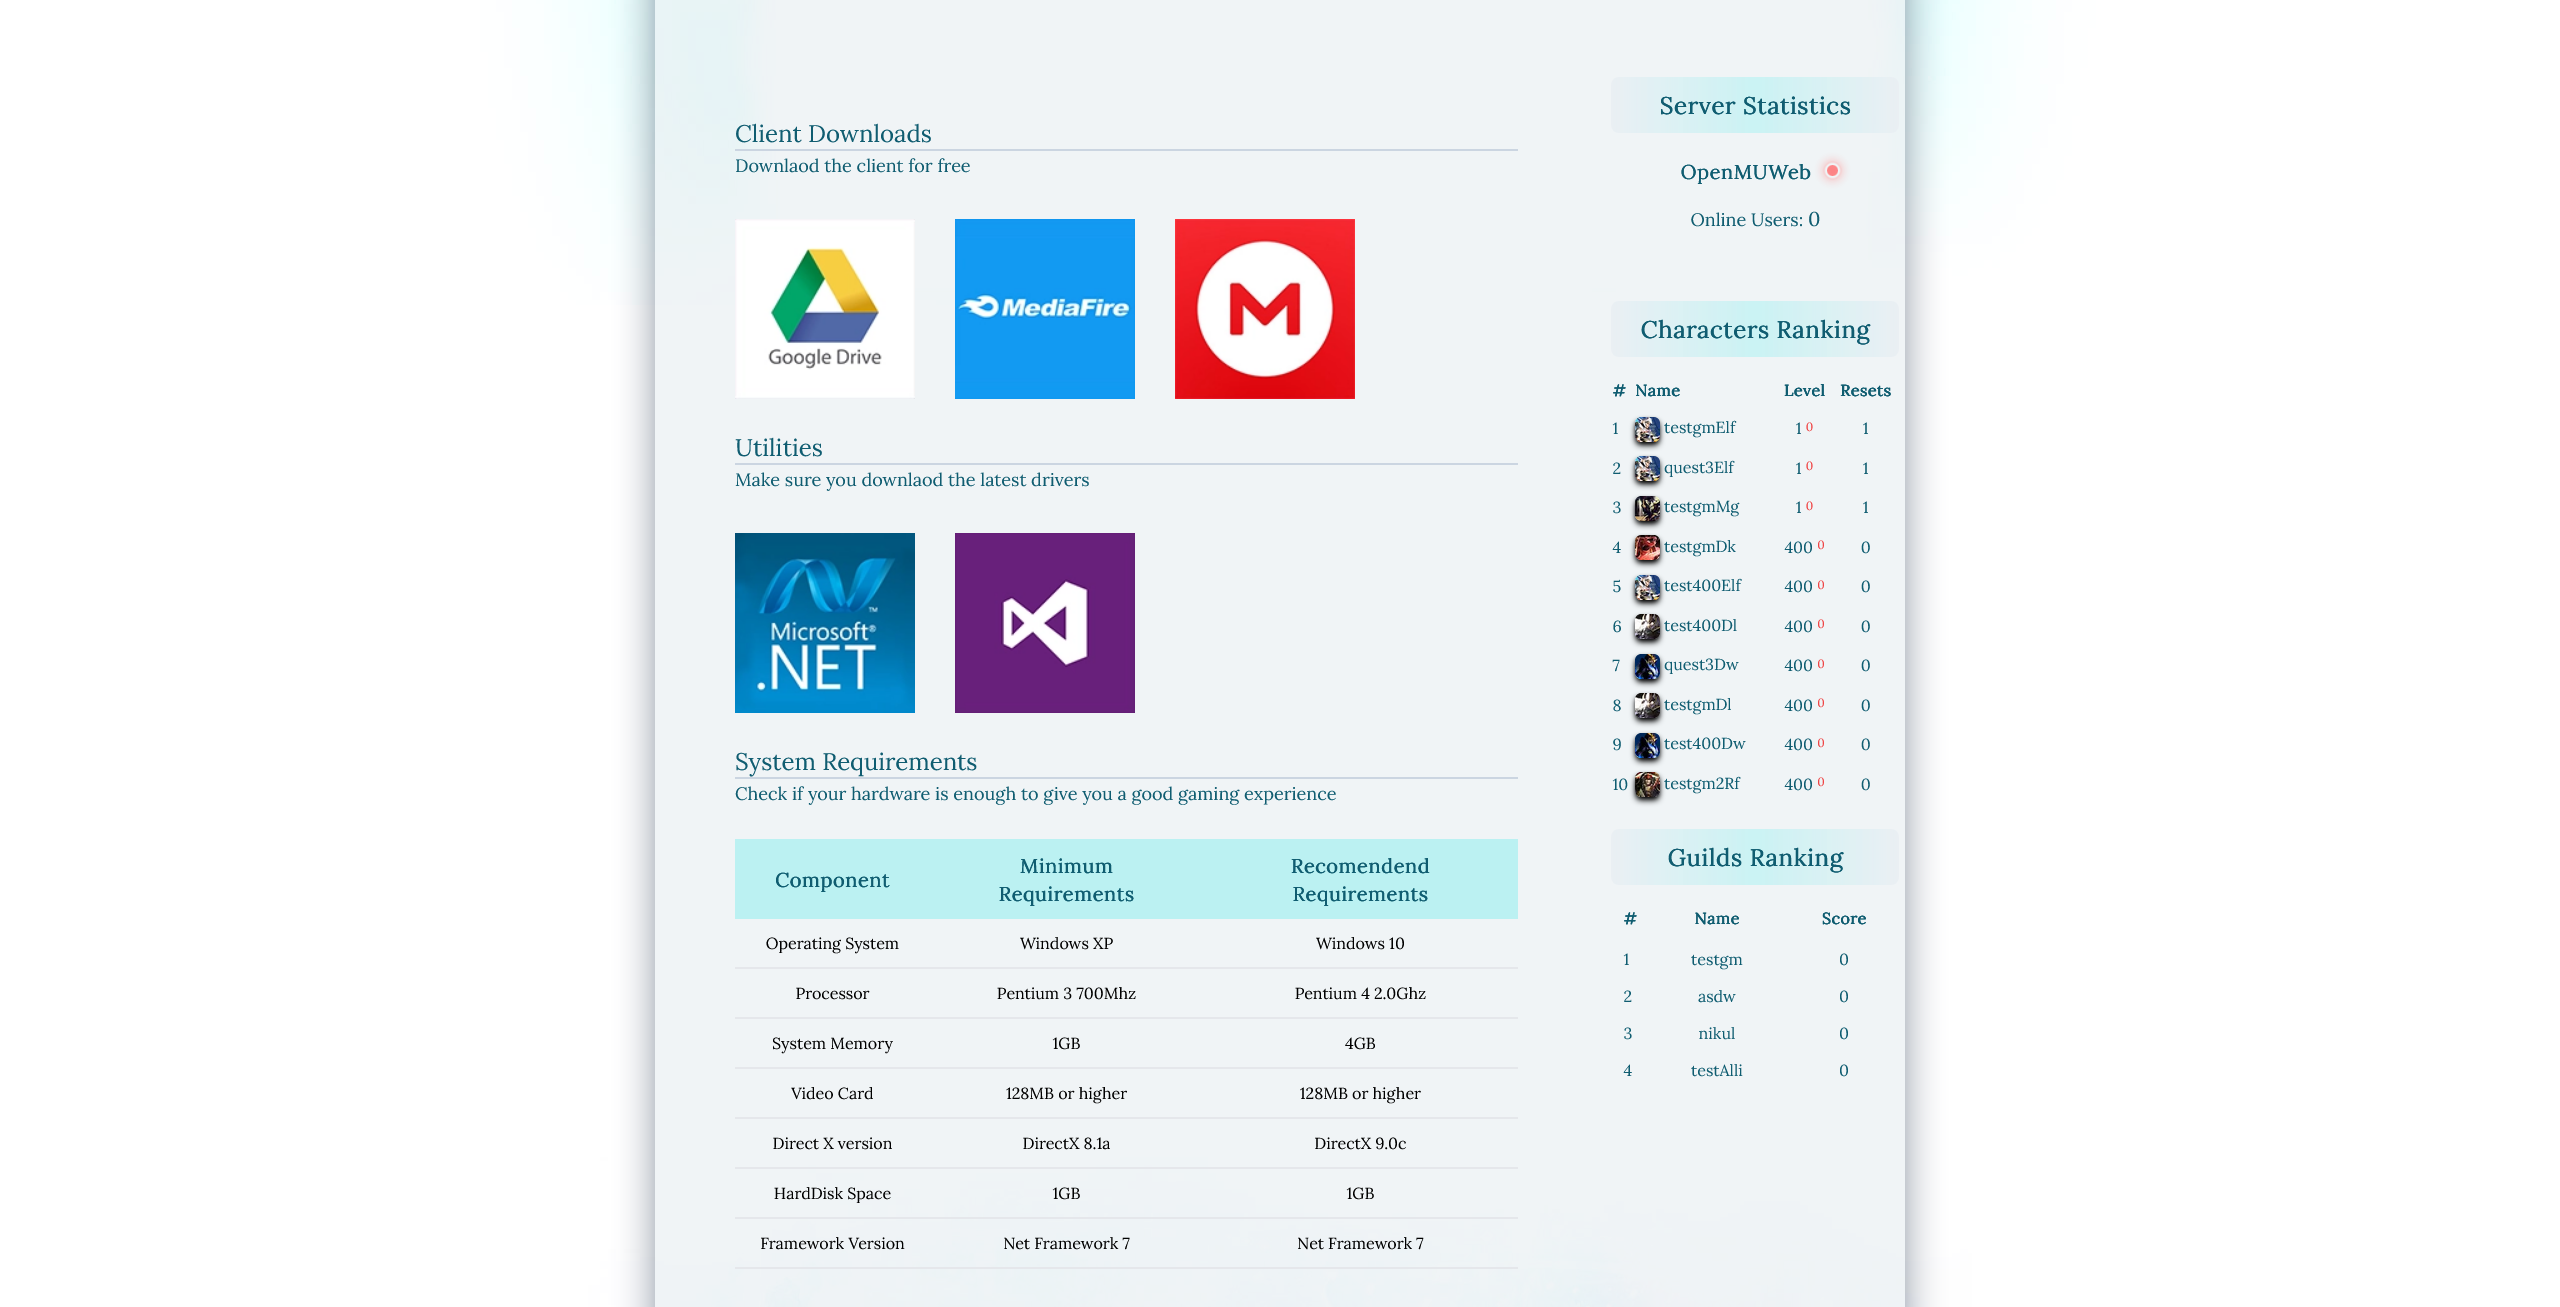 Client Downloads
Downlaod the client for free
Google Drive
MediaFire
M
Utilities
Make sure you downlaod the latest drivers
Microsoft®
.NET™
System Requirements
Check if your hardware is enough to give you a good gaming experience
Component Minimum Requirements Recomendend Requirements
Operating System Windows XP Windows 10
Processor Pentium 3 700Mhz Pentium 4 2.0Ghz
System Memory 1GB 4GB
Video Card 128MB or higher 128MB or higher
Direct X version DirectX 8.1a DirectX 9.0c
HardDisk Space 1GB 1GB
Framework Version Net Framework 7 Net Framework 7
Server Statistics
OpenMUWeb
Online Users: 0
Characters Ranking
# Name Level Resets
1 testgmElf 1 0 1
2 quest3Elf 1 0 1
3 testgmMg 1 0 1
4 testgmDk 400 0 0
5 test400Elf 400 0 0
6 test400Dl 400 0 0
7 quest3Dw 400 0 0
8 testgmDl 400 0 0
9 test400Dw 400 0 0
10 testgm2Rf 400 0 0
Guilds Ranking
# Name Score
1 testgm 0
2 asdw 0
3 nikul 0
4 testAlli 0